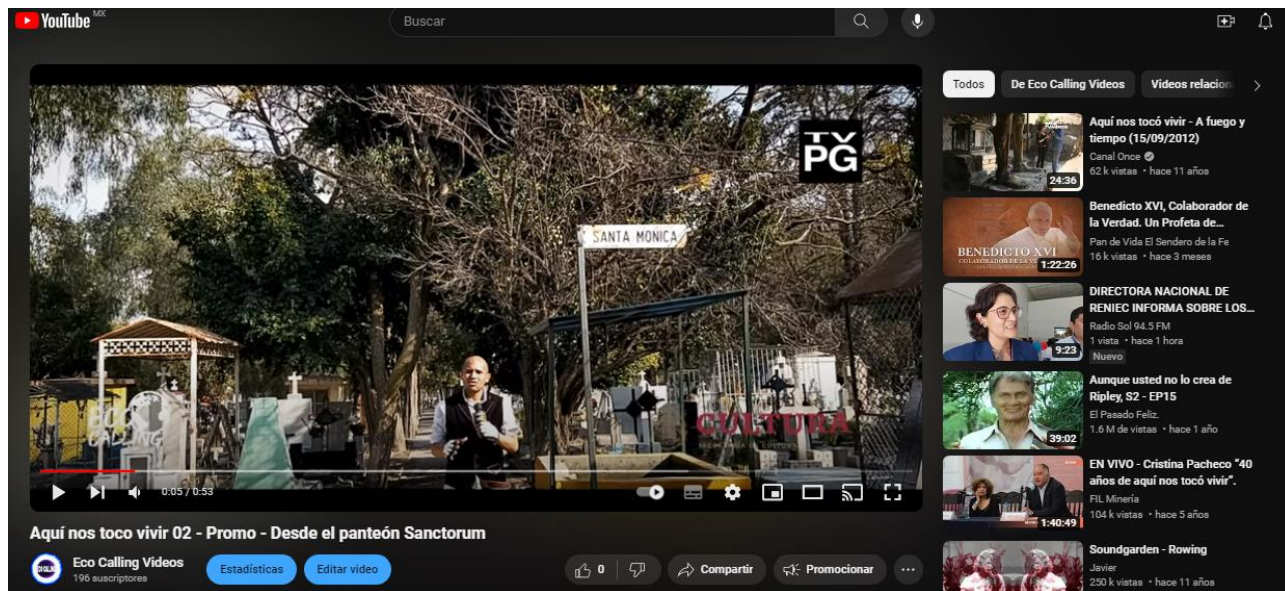 YouTube MX
Buscar
TV
PG
SANTA MONICA
ECO
CALLING
CULTURA
0:05 / 0:53
Aquí nos toco vivir 02 - Promo - Desde el panteón Sanctorum
Eco Calling Videos
196 suscriptores
Estadísticas
Editar video
0
Compartir
Promocionar
Todos
De Eco Calling Videos
Videos relacion
Aquí nos tocó vivir - A fuego y
tiempo (15/09/2012)
Canal Once
62 k vistas • hace 11 años
24:36
Benedicto XVI, Colaborador de
la Verdad. Un Profeta de...
Pan de Vida El Sendero de la Fe
16 k vistas • hace 3 meses
BENEDICTO XVI
1:22:26
DIRECTORA NACIONAL DE
RENIEC INFORMA SOBRE LOS...
Radio Sol 94.5 FM
1 vista • hace 1 hora
Nuevo
9:23
Aunque usted no lo crea de
Ripley, S2 - EP15
El Pasado Feliz.
1.6 M de vistas • hace 1 año
39:02
EN VIVO - Cristina Pacheco “40
años de aquí nos tocó vivir”.
FIL Minería
104 k vistas • hace 5 años
1:40:49
Soundgarden - Rowing
Javier
250 k vistas • hace 11 años